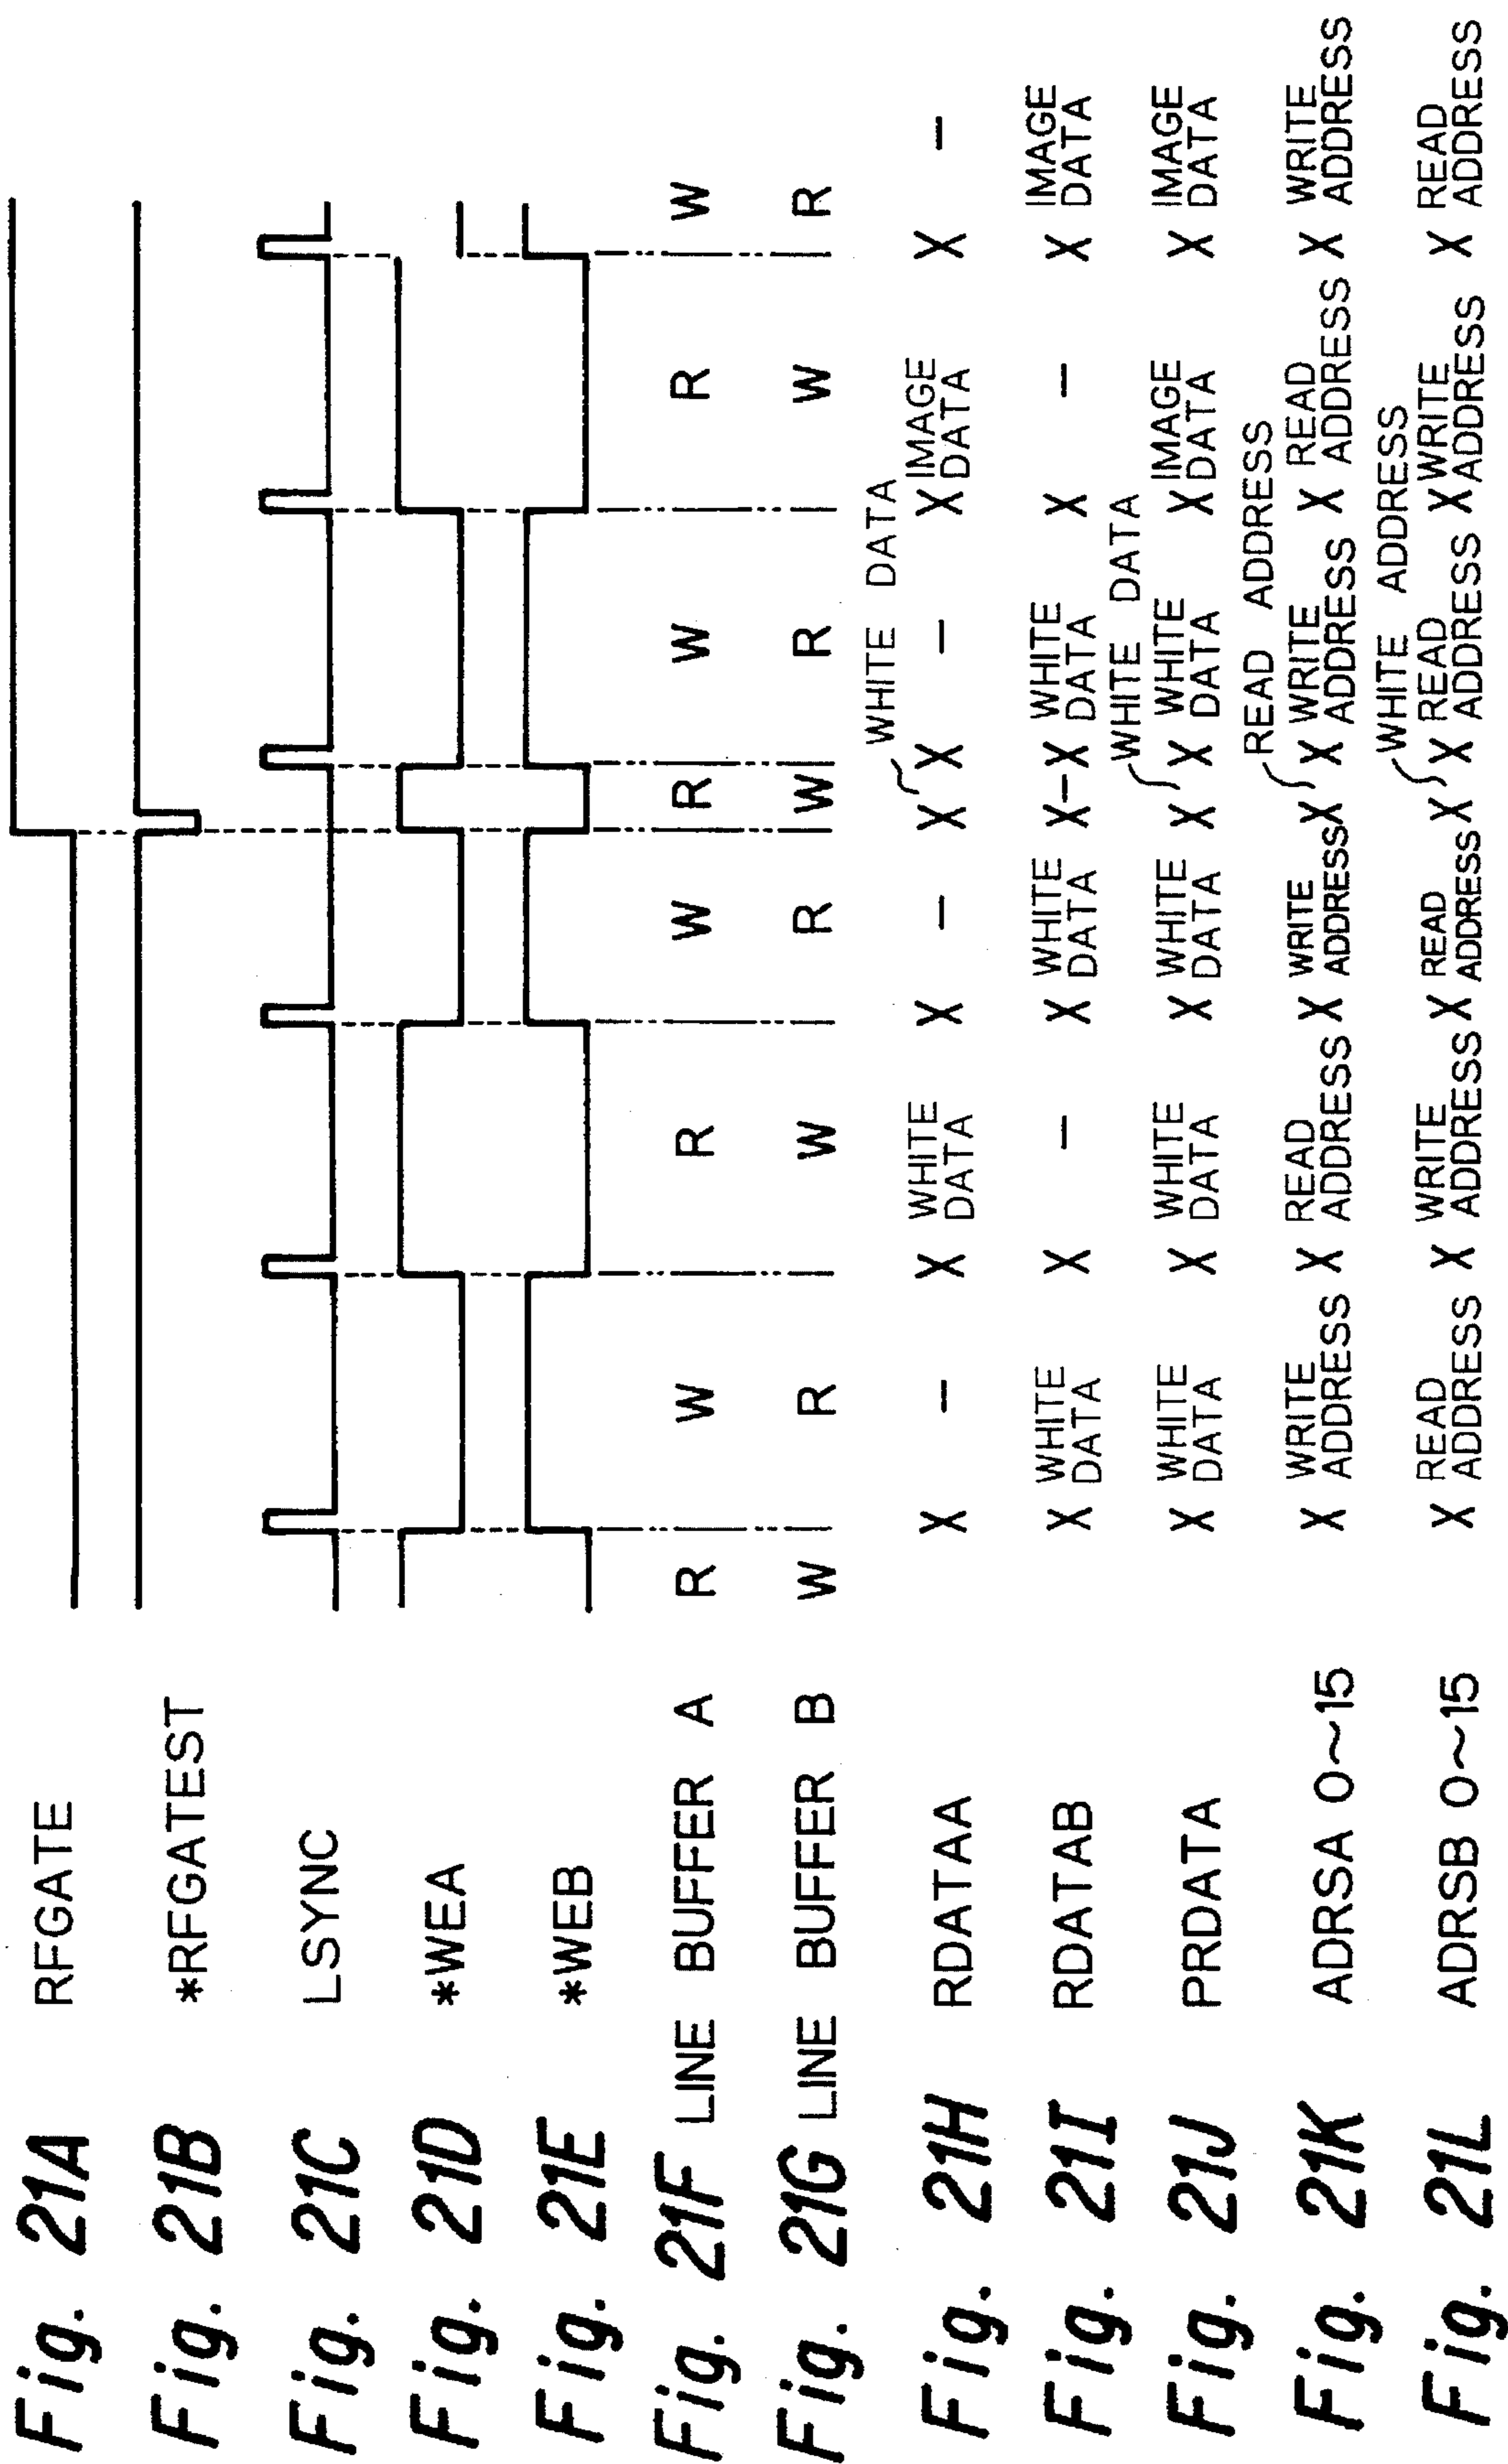 Fig. 21A RFGATE
Fig. 21B *RFGATEST
Fig. 21C LSYNC
Fig. 21D *WEA
Fig. 21E *WEB
Fig. 21F LINE BUFFER A R W R W R W R W
Fig. 21G LINE BUFFER B W R W R W R W R
WHITE DATA
Fig. 21H RDATAA X – X WHITE DATA X – X X – X IMAGE DATA X –
Fig. 21I RDATAB X WHITE DATA X – X WHITE DATA X – X WHITE DATA X – X IMAGE DATA
WHITE DATA
Fig. 21J PRDATA X WHITE DATA X WHITE DATA X WHITE DATA X X WHITE DATA X IMAGE DATA X IMAGE DATA
READ ADDRESS
Fig. 21K ADRSA 0~15 X WRITE ADDRESS X READ ADDRESS X WRITE ADDRESS X X WRITE ADDRESS X READ ADDRESS X WRITE ADDRESS
WHITE ADDRESS
Fig. 21L ADRSB 0~15 X READ ADDRESS X WRITE ADDRESS X READ ADDRESS X X READ ADDRESS X WRITE ADDRESS X READ ADDRESS